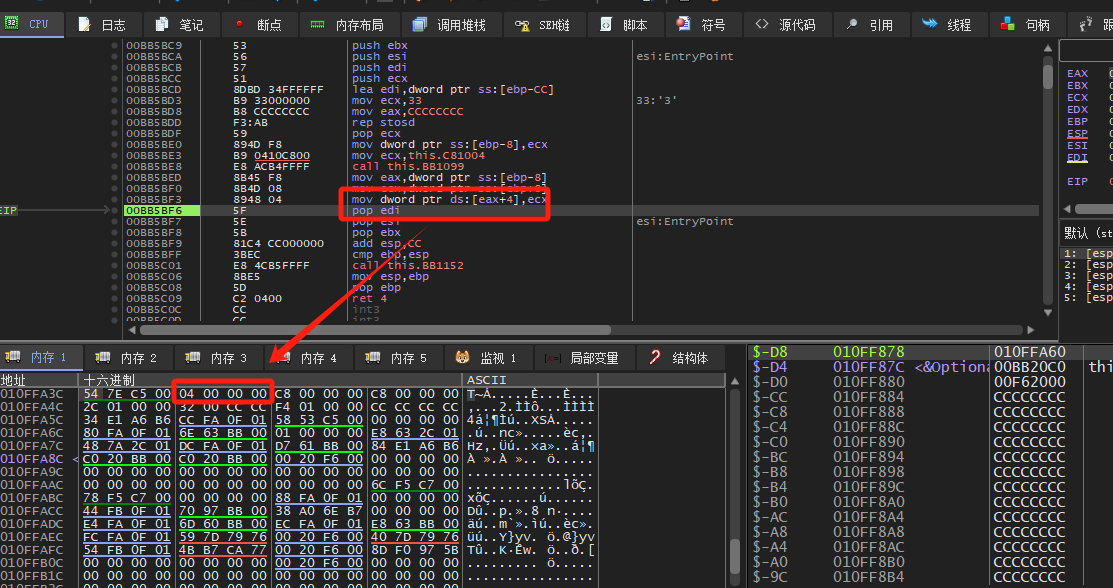 CPU 日志 笔记 断点 内存布局 调用堆栈 SEH链 脚本 符号 源代码 引用 线程 句柄
00BB5BC9 53 push ebx
00BB5BCA 56 push esi esi:EntryPoint
00BB5BCB 57 push edi
00BB5BCC 51 push ecx
00BB5BCD 8DBD 34FFFFFF lea edi,dword ptr ss:[ebp-CC]
00BB5BD3 B9 33000000 mov ecx,33 33:'3'
00BB5BD8 B8 CCCCCCCC mov eax,CCCCCCCC
00BB5BDD F3:AB rep stosd
00BB5BDF 59 pop ecx
00BB5BE0 894D F8 mov dword ptr ss:[ebp-8],ecx
00BB5BE3 B9 0410C800 mov ecx,this.C81004
00BB5BE8 E8 ACB4FFFF call this.BB1099
00BB5BED 8B45 F8 mov eax,dword ptr ss:[ebp-8]
00BB5BF0 8B4D 08
00BB5BF3 8948 04 mov dword ptr ds:[eax+4],ecx
EIP 00BB5BF6 5F pop edi
00BB5BF7 5E pop esi esi:EntryPoint
00BB5BF8 5B pop ebx
00BB5BF9 81C4 CC000000 add esp,CC
00BB5BFF 3BEC cmp ebp,esp
00BB5C01 E8 4CB5FFFF call this.BB1152
00BB5C06 8BE5 mov esp,ebp
00BB5C08 5D pop ebp
00BB5C09 C2 0400 ret 4
00BB5C0C CC int3
00BB5C0D CC int3
EAX
EBX
ECX
EDX
EBP
ESP
ESI
EDI
EIP
默认 (st
1: [esp
2: [esp
3: [esp
4: [esp
5: [esp
内存 1 内存 2 内存 3 内存 4 内存 5 监视 1 [x=] 局部变量 结构体
地址 十六进制 ASCII
010FFA3C 54 7E C5 00 04 00 00 00 C8 00 00 00 C8 00 00 00 T~Å.....È...È...
010FFA4C 2C 01 00 00 32 00 CC CC F4 01 00 00 CC CC CC CC ,...2.ÌÌô...ÌÌÌÌ
010FFA5C 34 E1 A6 B6 CC FA 0F 01 58 53 C5 00 00 00 00 00 4á¦¶Ìú..XSÅ.....
010FFA6C 80 FA 0F 01 6E 63 BB 00 01 00 00 00 E8 63 2C 01 .ú..nc».....èc,.
010FFA7C 48 7A 2C 01 DC FA 0F 01 D7 61 BB 00 84 E1 A6 B6
010FFA8C C0 20 BB 00 C0 20 BB 00 00 20 F6 00 00 00 00 00 À ».À ».. ö.....
010FFA9C 00 00 00 00 00 00 00 00 00 00 00 00 00 00 00 00 ................
010FFAAC 00 00 00 00 00 00 00 00 00 00 00 00 6C F5 C7 00 ............lõÇ.
010FFABC 78 F5 C7 00 00 00 00 00 88 FA 0F 01 00 00 00 00 xõÇ......ú......
010FFACC 44 FB 0F 01 70 97 BB 00 38 A0 6E B7 00 00 00 00
010FFADC E4 FA 0F 01 6D 60 BB 00 EC FA 0F 01 E8 63 BB 00 äú..m`».ìú..èc».
010FFAEC FC FA 0F 01 59 7D 79 76 00 20 F6 00 40 7D 79 76 üú..Y}yv. ö.@}yv
010FFAFC 54 FB 0F 01 4B B7 CA 77 00 20 F6 00 8D F0 97 5B
010FFB0C 00 00 00 00 00 00 00 00 00 20 F6 00 00 00 00 00 ......... ö.....
010FFB1C 00 00 00 00 00 00 00 00 00 00 00 00 00 00 00 00 ................
$-D8 010FF878 010FFA60
$-D4 010FF87C <&Option 00BB20C0 thi
$-D0 010FF880 00F62000
$-CC 010FF884 CCCCCCCC
$-C8 010FF888 CCCCCCCC
$-C4 010FF88C CCCCCCCC
$-C0 010FF890 CCCCCCCC
$-BC 010FF894 CCCCCCCC
$-B8 010FF898 CCCCCCCC
$-B4 010FF89C CCCCCCCC
$-B0 010FF8A0 CCCCCCCC
$-AC 010FF8A4 CCCCCCCC
$-A8 010FF8A8 CCCCCCCC
$-A4 010FF8AC CCCCCCCC
$-A0 010FF8B0 CCCCCCCC
$-9C 010FF8B4 CCCCCCCC